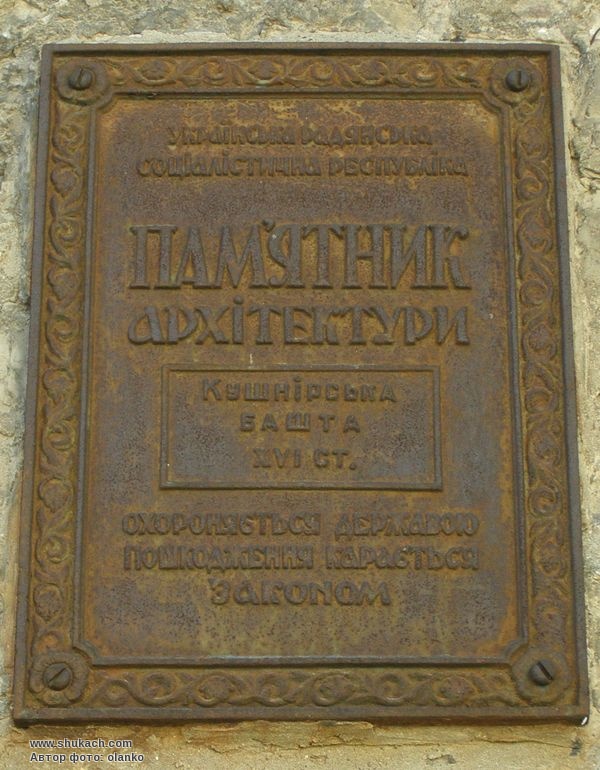 УКРАЇНСЬКА РАДЯНСЬКА
СОЦІАЛІСТИЧНА РЕСПУБЛІКА
ПАМ'ЯТНИК
АРХІТЕКТУРИ
КУШНІРСЬКА
БАШТА
XVI СТ.
ОХОРОНЯЄТЬСЯ ДЕРЖАВОЮ
ПОШКОДЖЕННЯ КАРАЄТЬСЯ
ЗАКОНОМ
www.shukach.com
Автор фото: olanko